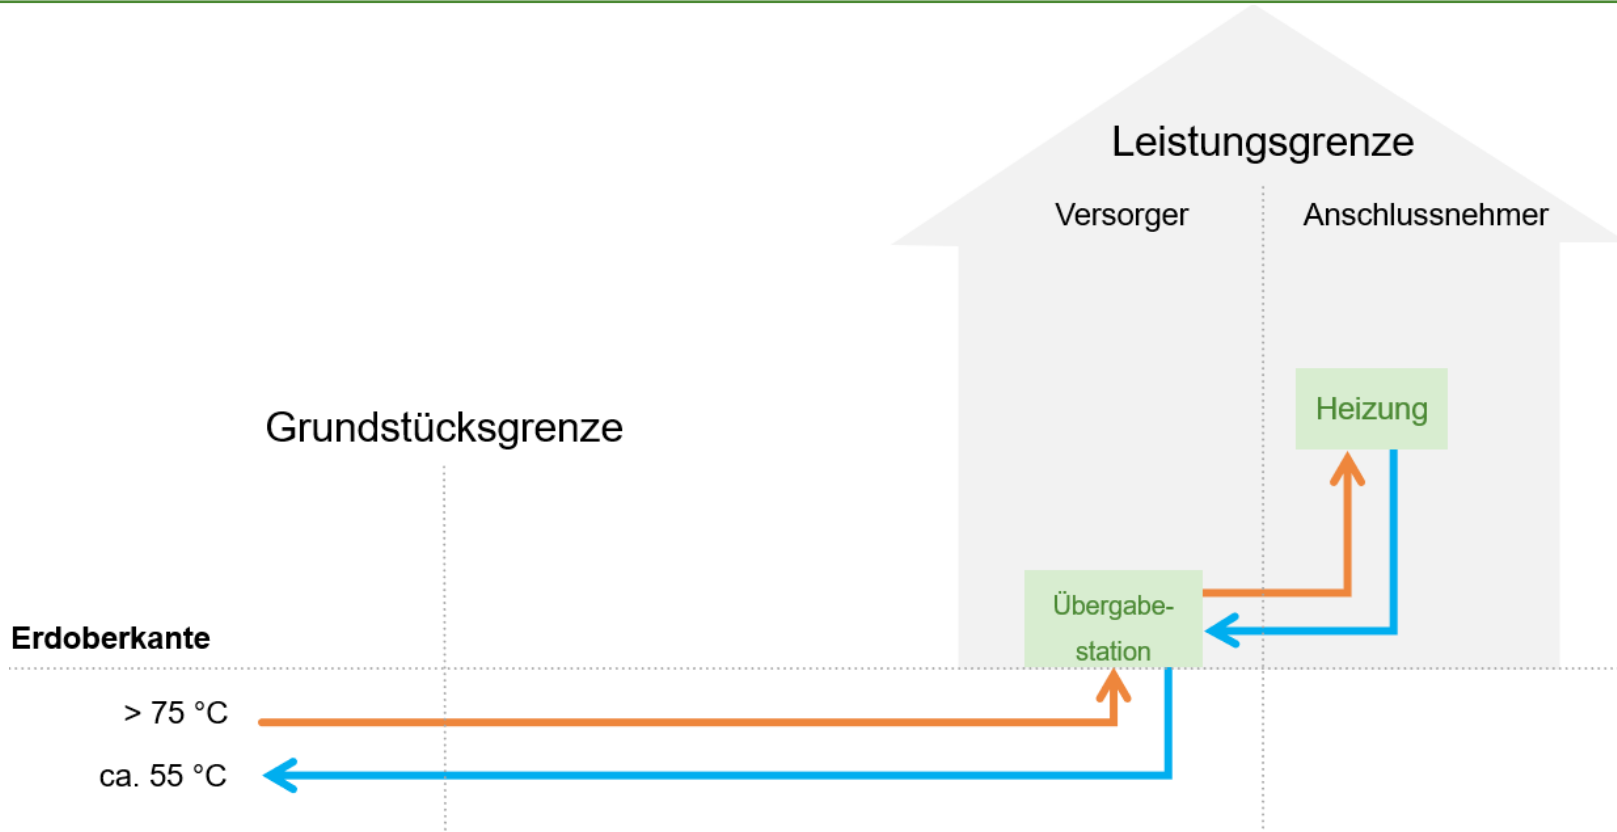 Leistungsgrenze
Versorger
Anschlussnehmer
Heizung
Grundstücksgrenze
Übergabe-
station
Erdoberkante
> 75 °C
ca. 55 °C